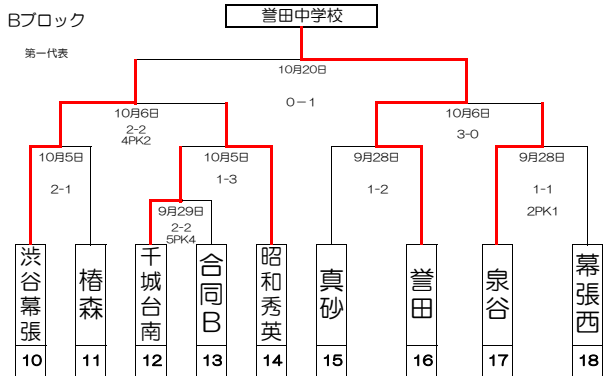 誉田中学校
Bブロック
第一代表
10月20日
0－1
10月6日
2-2
4PK2
10月6日
3-0
10月5日
2-1
10月5日
1-3
9月28日
1-2
9月28日
1-1
2PK1
9月29日
2-2
5PK4
渋谷幕張
椿森
千城台南
合同B
昭和秀英
真砂
誉田
泉谷
幕張西
10 11 12 13 14 15 16 17 18